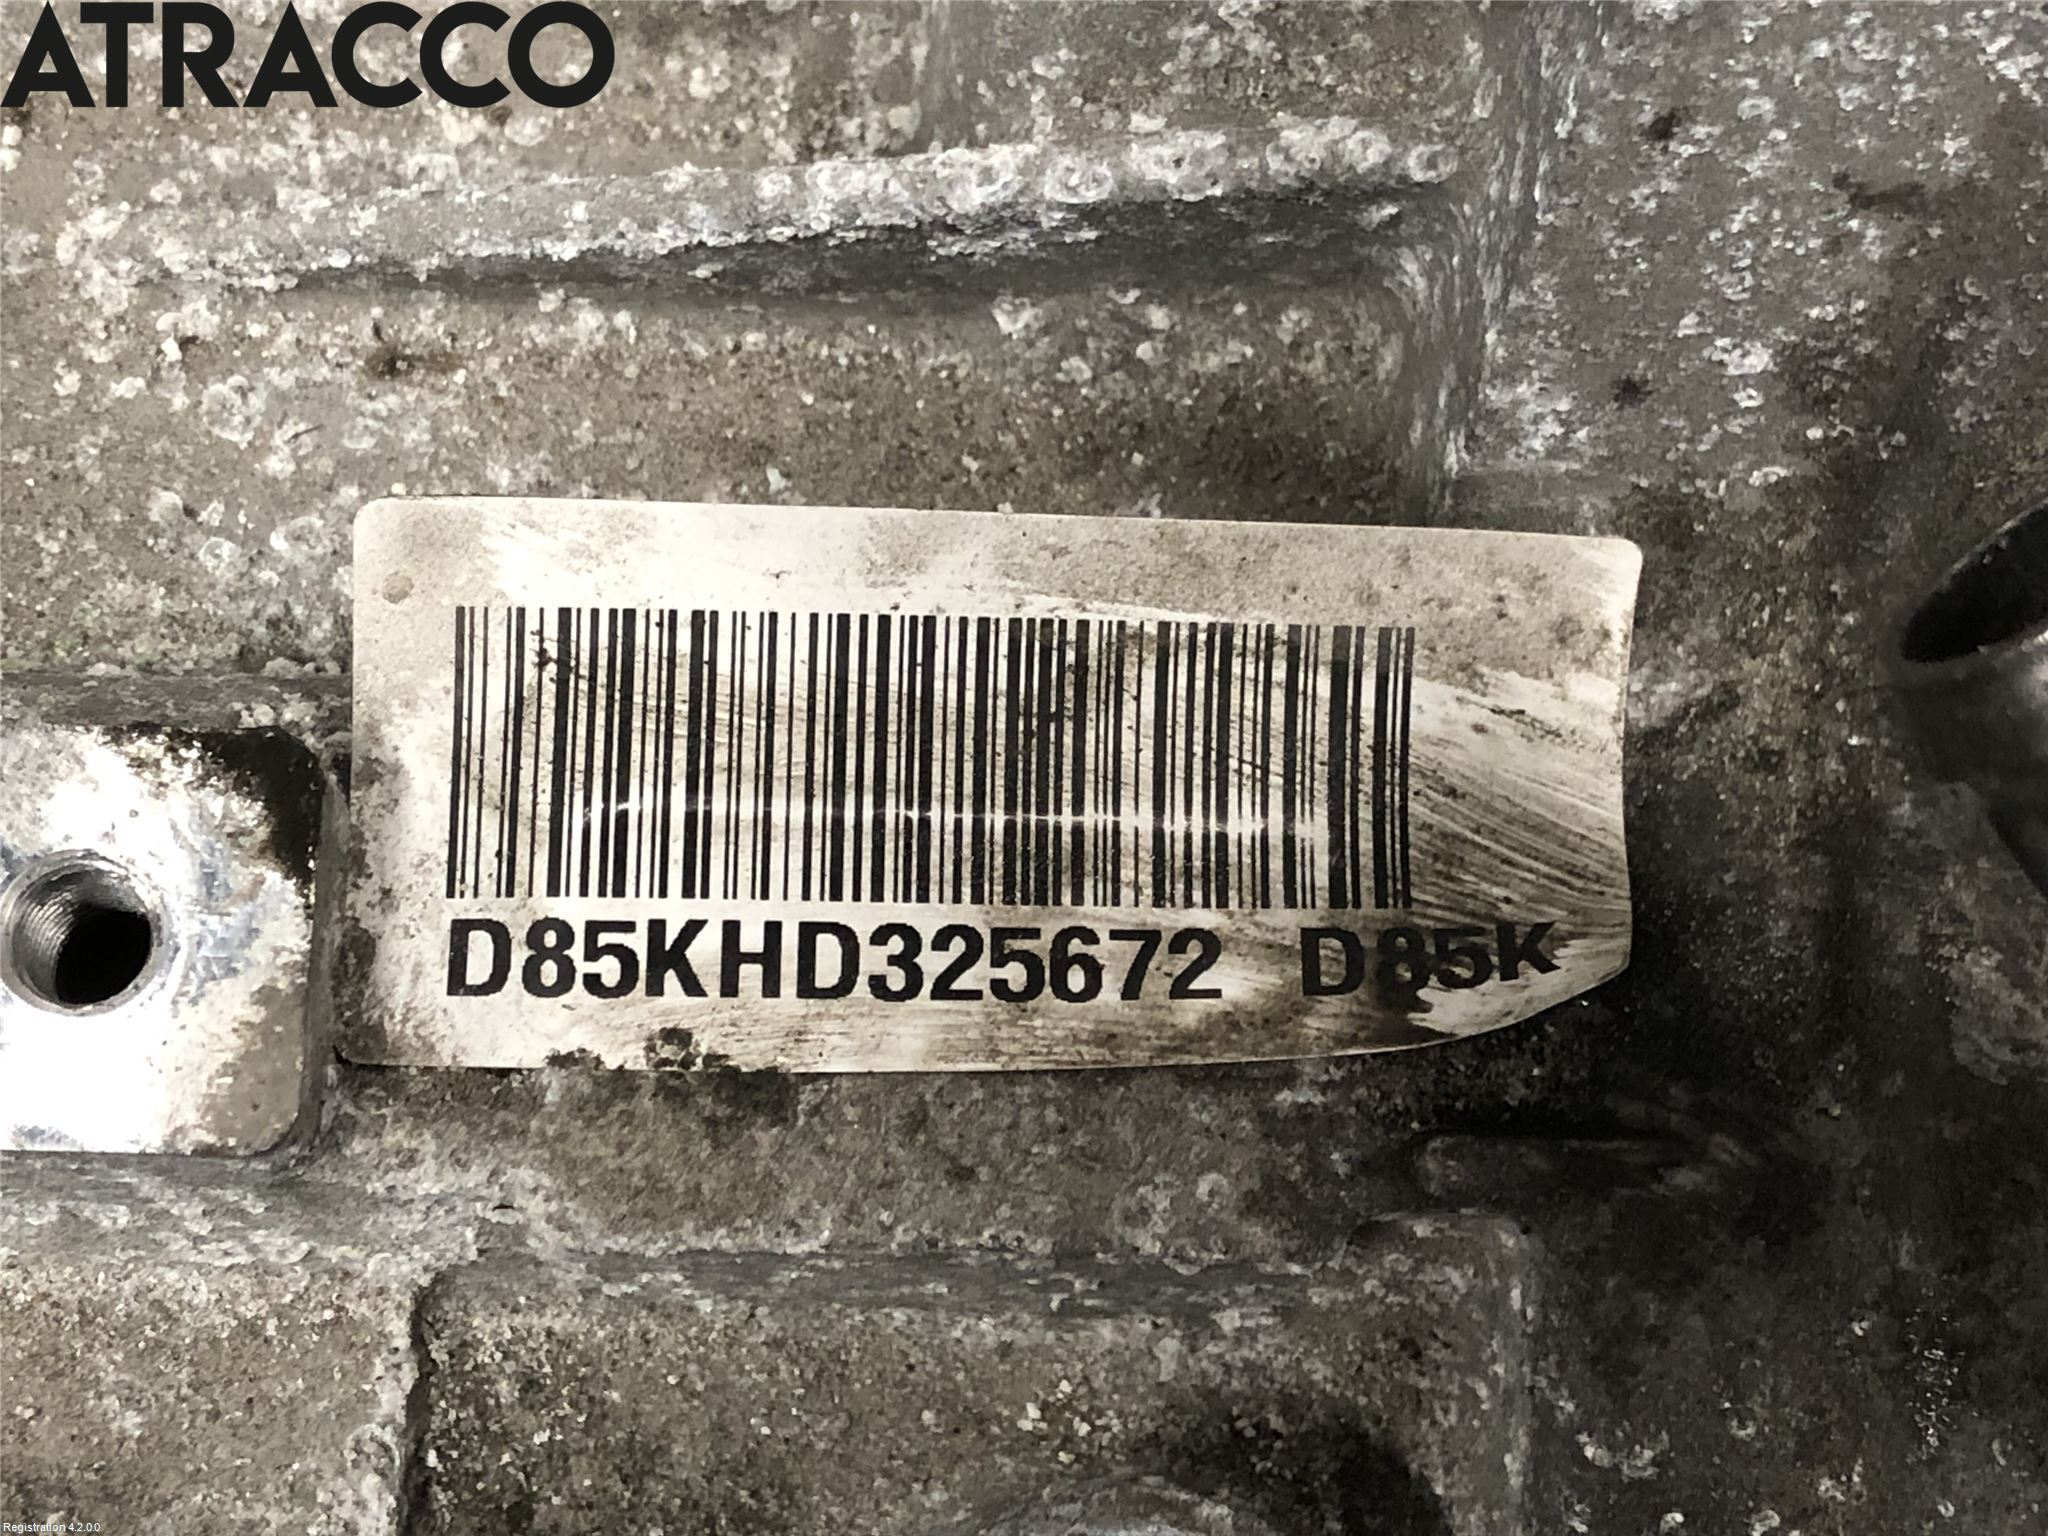 ATRACCO
D85KHD325672 D85K
Registration 4.2.0.0